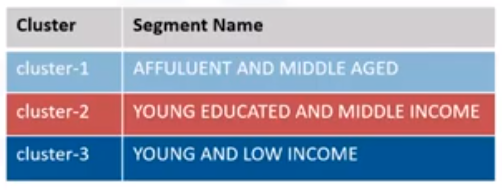 Cluster Segment Name
cluster-1 AFFULUENT AND MIDDLE AGED
cluster-2 YOUNG EDUCATED AND MIDDLE INCOME
cluster-3 YOUNG AND LOW INCOME